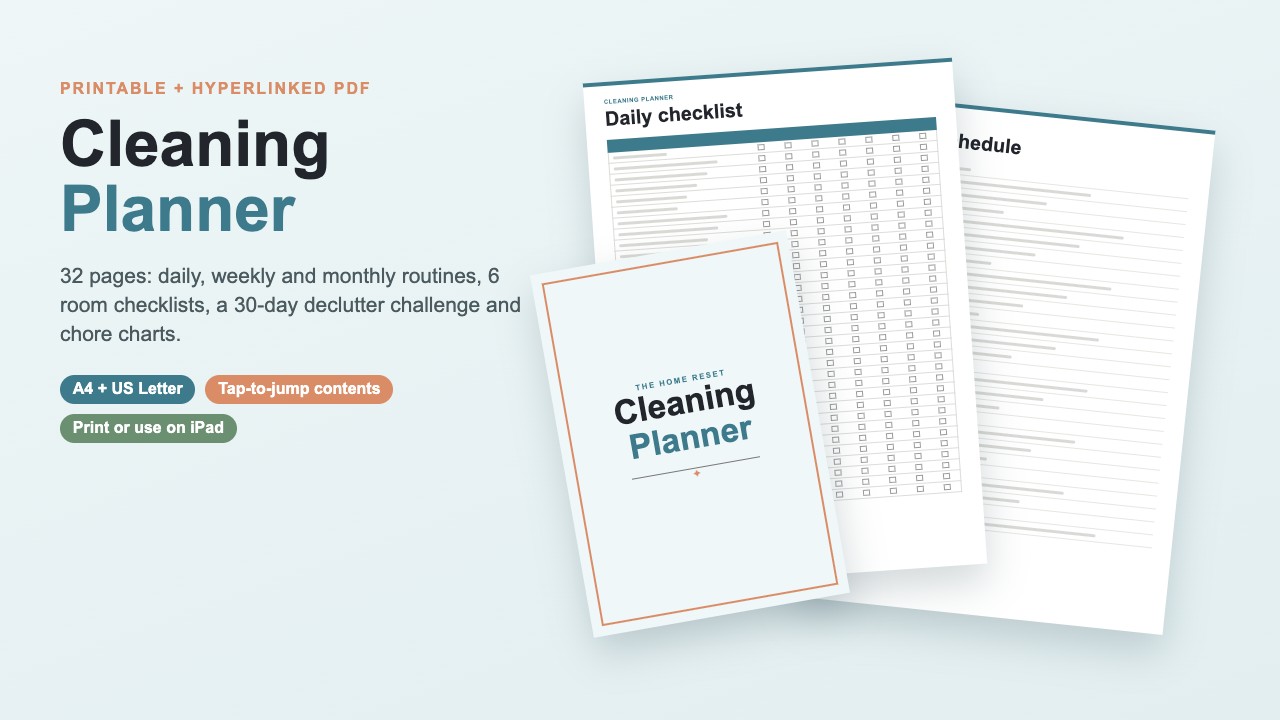 PRINTABLE + HYPERLINKED PDF
Cleaning
Planner
32 pages: daily, weekly and monthly routines, 6
room checklists, a 30-day declutter challenge and
chore charts.
A4 + US Letter
Tap-to-jump contents
Print or use on iPad
CLEANING PLANNER
Daily checklist
hedule
THE HOME RESET
Cleaning
Planner